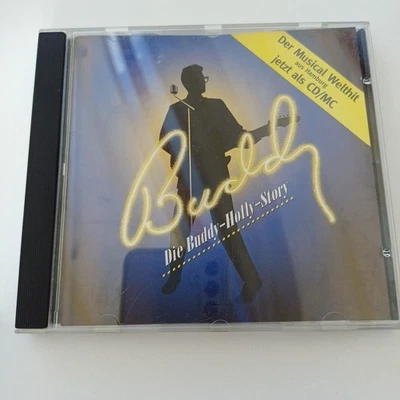 Der Musical Welthit
aus Hamburg
jetzt als CD/MC
Buddy
Die Buddy-Holly-Story